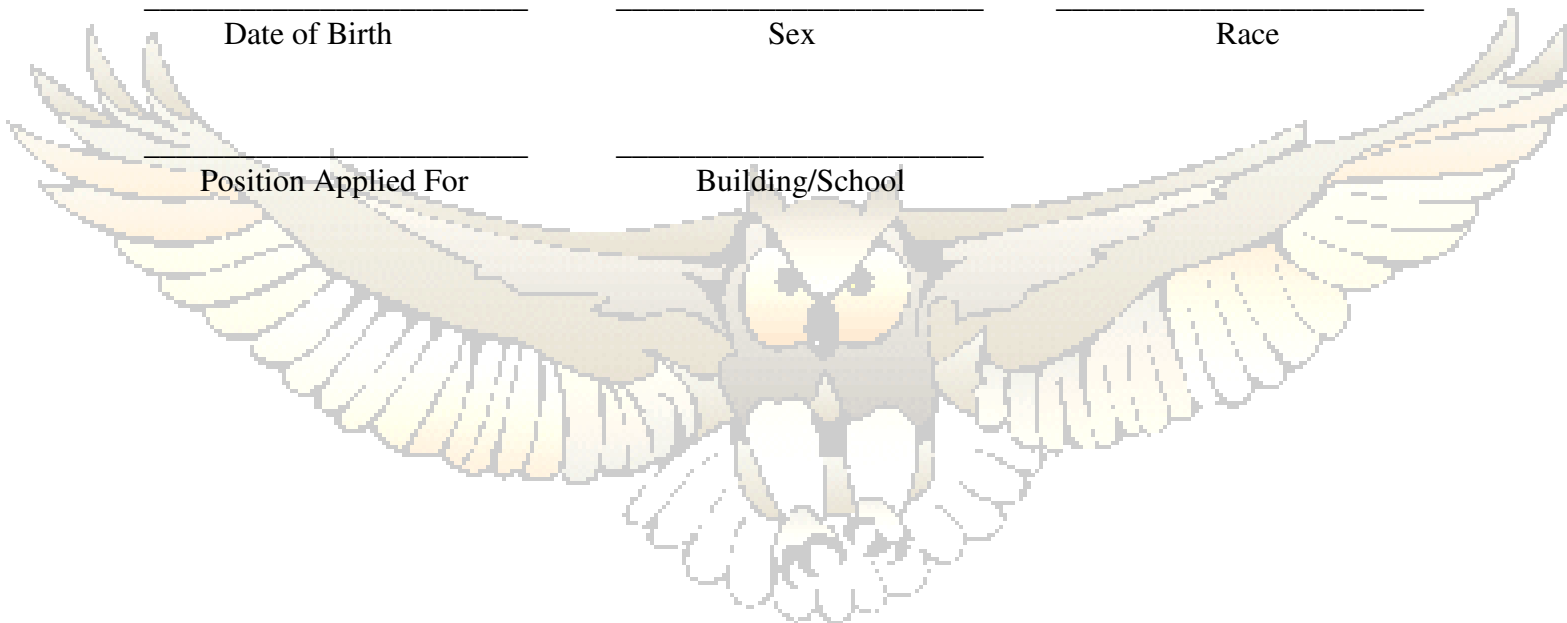 Date of Birth Sex Race
Position Applied For Building/School